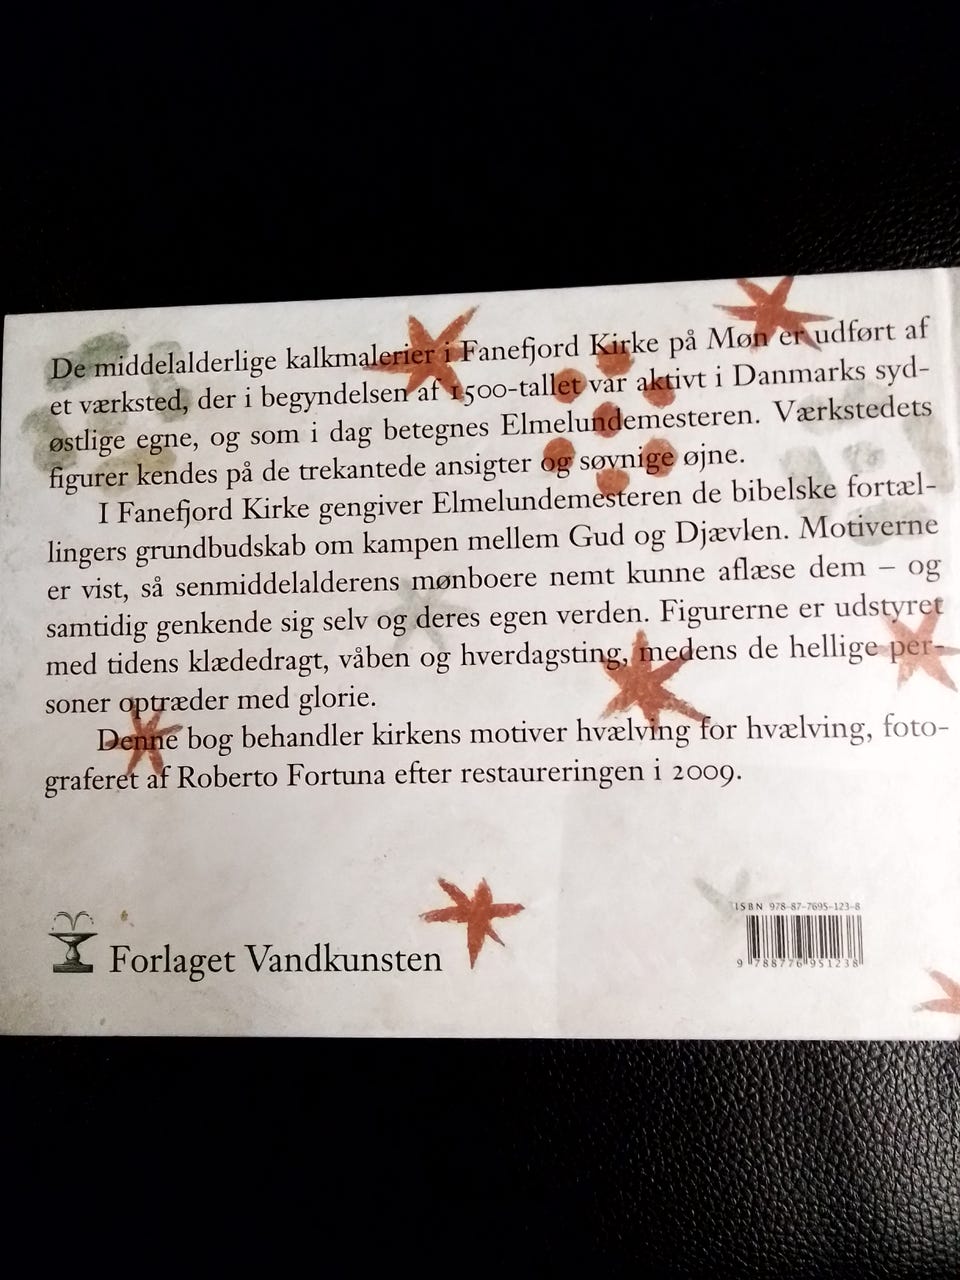 De middelalderlige kalkmalerier i Fanefjord Kirke på Møn er udført af
et værksted, der i begyndelsen af 1500-tallet var aktivt i Danmarks syd-
østlige egne, og som i dag betegnes Elmelundemesteren. Værkstedets
figurer kendes på de trekantede ansigter og søvnige øjne.
I Fanefjord Kirke gengiver Elmelundemesteren de bibelske fortæl-
lingers grundbudskab om kampen mellem Gud og Djævlen. Motiverne
er vist, så senmiddelalderens mønboere nemt kunne aflæse dem – og
samtidig genkende sig selv og deres egen verden. Figurerne er udstyret
med tidens klædedragt, våben og hverdagsting, medens de hellige per-
soner optræder med glorie.
Denne bog behandler kirkens motiver hvælving for hvælving, foto-
graferet af Roberto Fortuna efter restaureringen i 2009.
Forlaget Vandkunsten
ISBN 978-87-7695-123-8
9 788776 951238